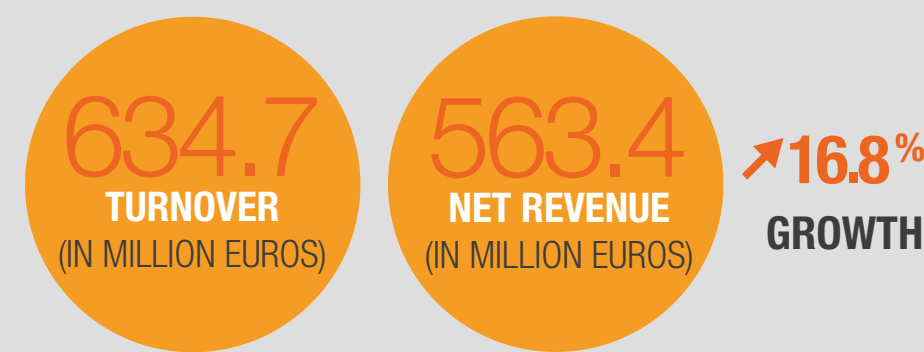 634.7
TURNOVER
(IN MILLION EUROS)
563.4
NET REVENUE
(IN MILLION EUROS)
16.8%
GROWTH